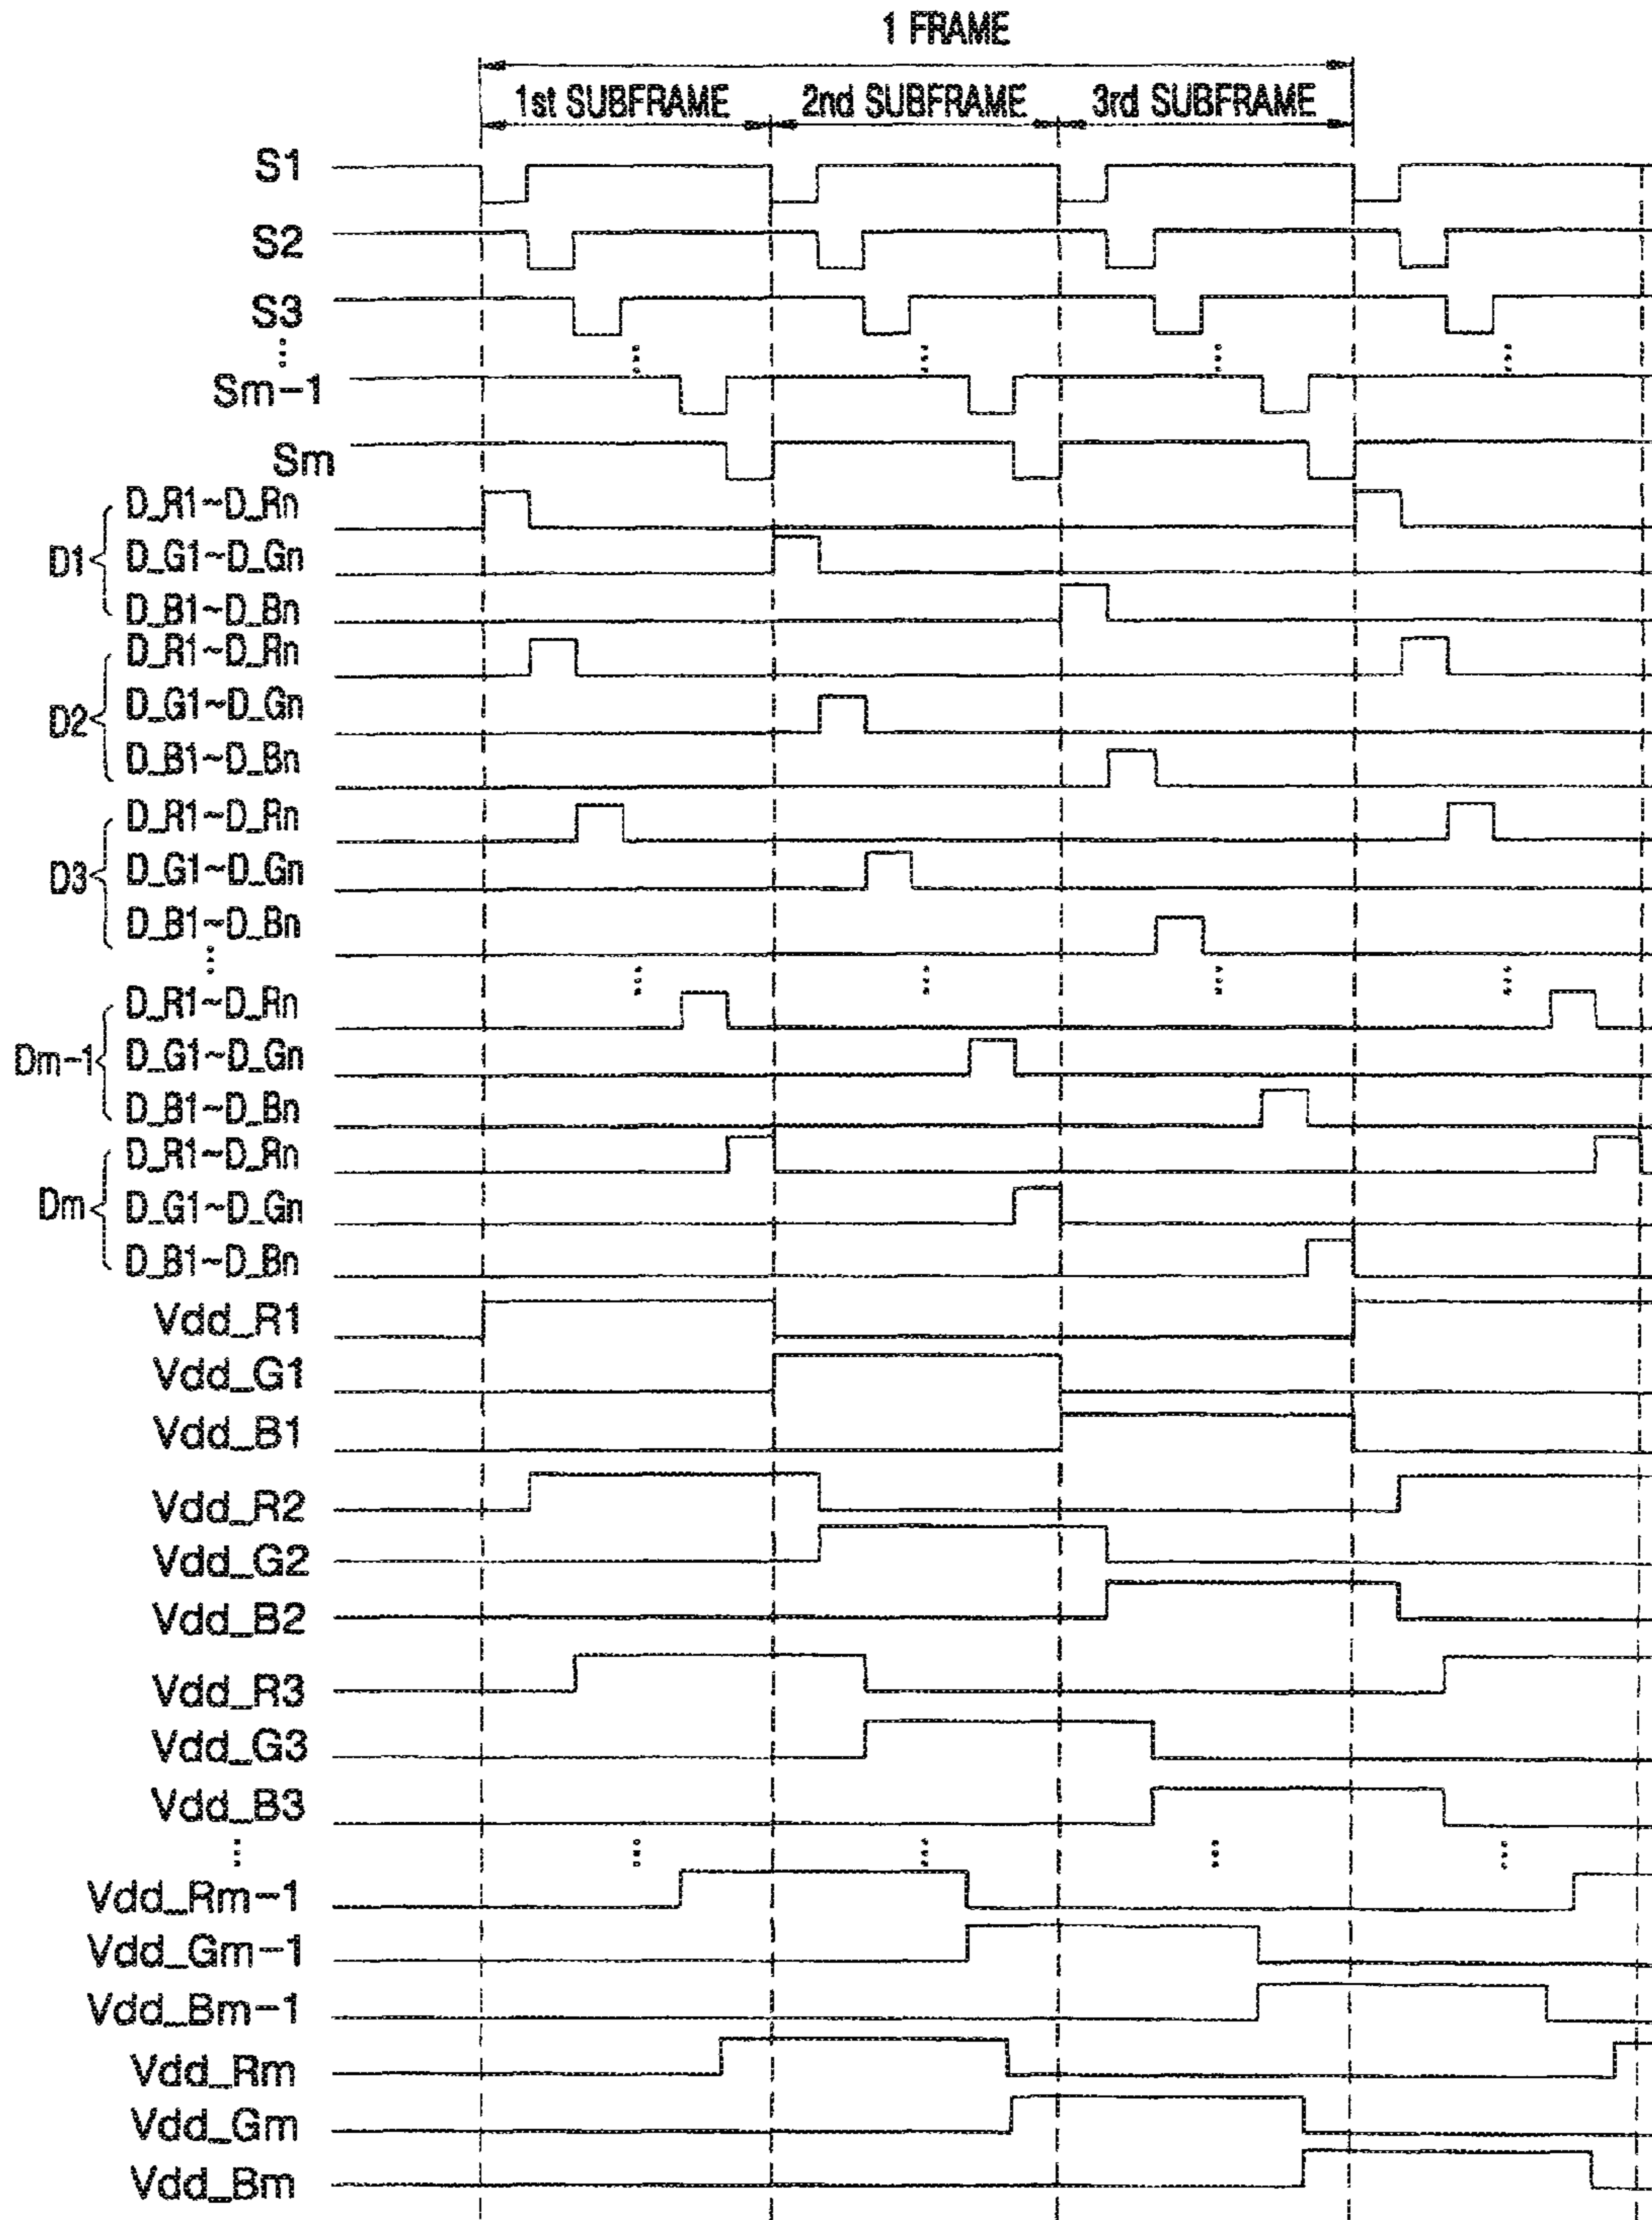 1 FRAME
1st SUBFRAME 2nd SUBFRAME 3rd SUBFRAME
S1
S2
S3
Sm-1
Sm
D1
D_R1~D_Rn
D_G1~D_Gn
D_B1~D_Bn
D2
D_R1~D_Rn
D_G1~D_Gn
D_B1~D_Bn
D3
D_R1~D_Rn
D_G1~D_Gn
D_B1~D_Bn
Dm-1
D_R1~D_Rn
D_G1~D_Gn
D_B1~D_Bn
Dm
D_R1~D_Rn
D_G1~D_Gn
D_B1~D_Bn
Vdd_R1
Vdd_G1
Vdd_B1
Vdd_R2
Vdd_G2
Vdd_B2
Vdd_R3
Vdd_G3
Vdd_B3
Vdd_Rm-1
Vdd_Gm-1
Vdd_Bm-1
Vdd_Rm
Vdd_Gm
Vdd_Bm